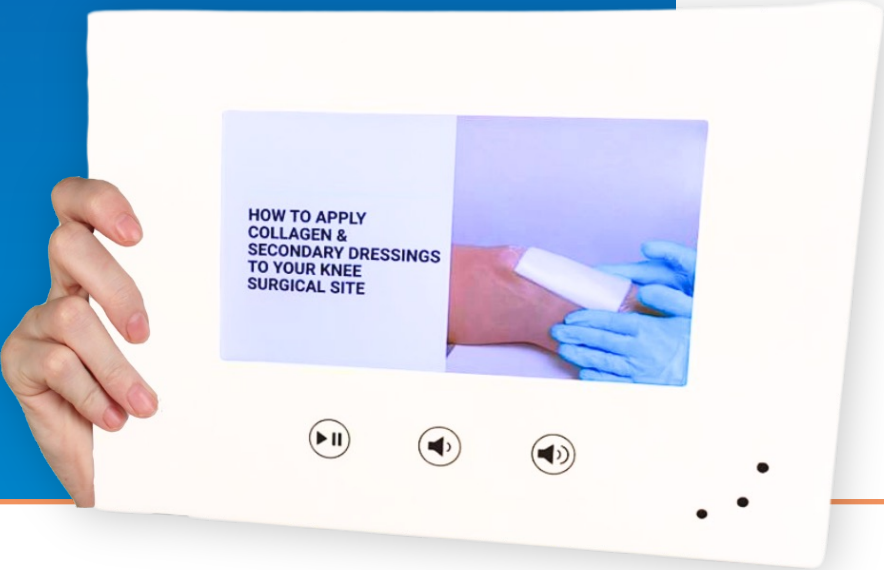 HOW TO APPLY
COLLAGEN &
SECONDARY DRESSINGS
TO YOUR KNEE
SURGICAL SITE